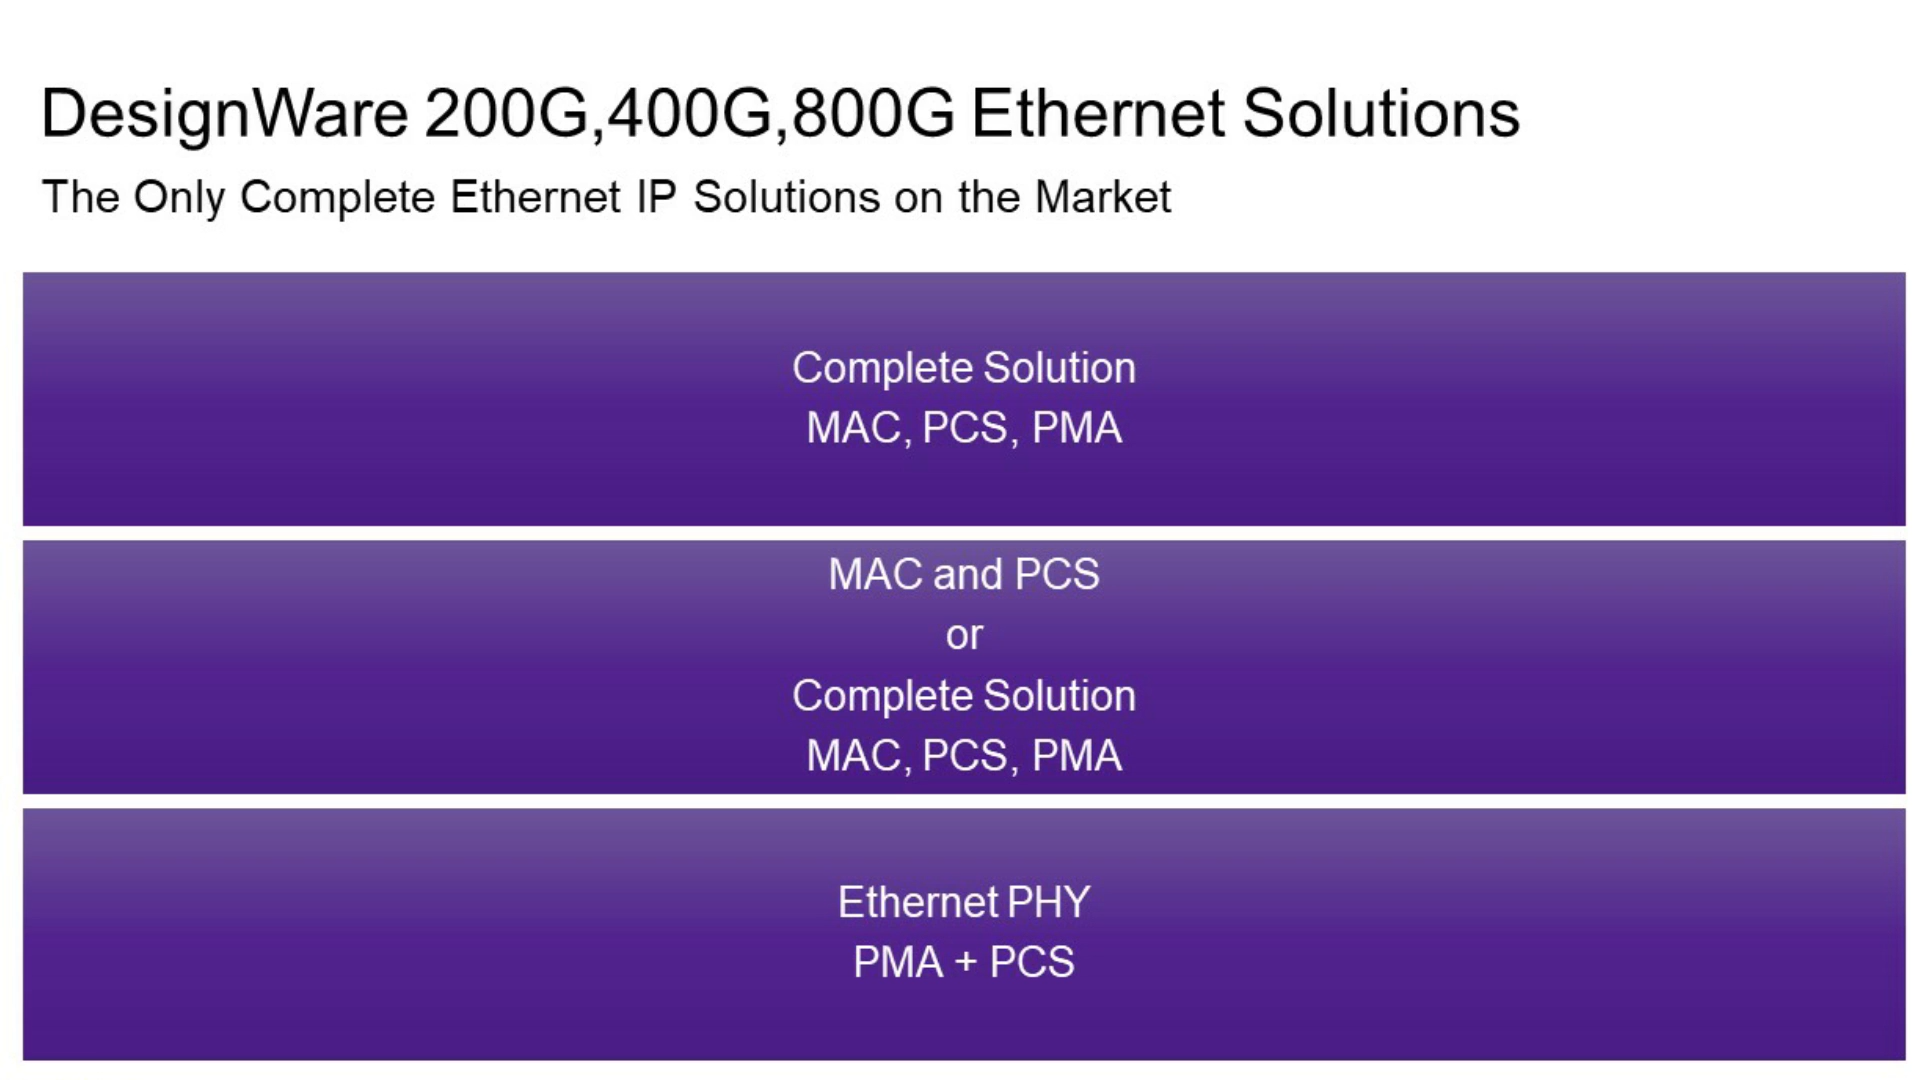 DesignWare 200G,400G,800G Ethernet Solutions
The Only Complete Ethernet IP Solutions on the Market
Complete Solution
MAC, PCS, PMA
MAC and PCS
or
Complete Solution
MAC, PCS, PMA
Ethernet PHY
PMA + PCS